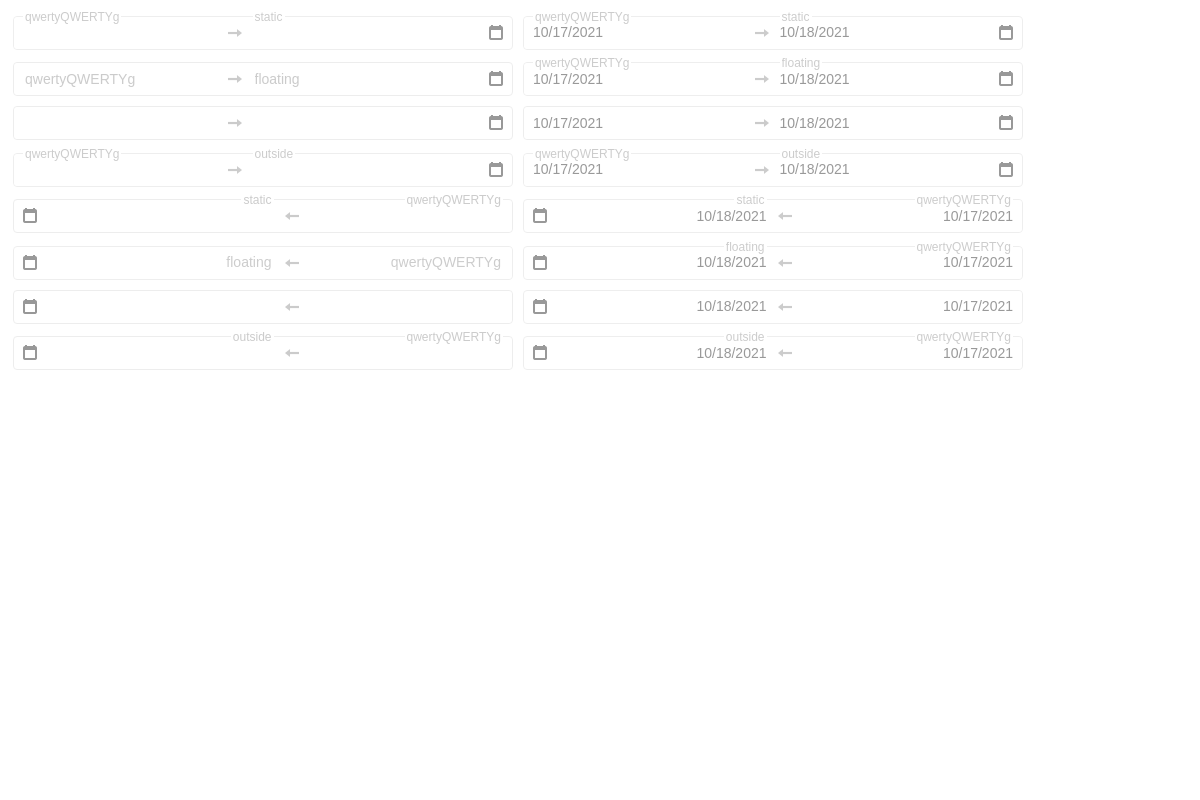 qwertyQWERTYg static qwertyQWERTYg static
10/17/2021 10/18/2021
qwertyQWERTYg floating
qwertyQWERTYg floating 10/17/2021 10/18/2021
10/17/2021 10/18/2021
qwertyQWERTYg outside qwertyQWERTYg outside
10/17/2021 10/18/2021
static qwertyQWERTYg static qwertyQWERTYg
10/18/2021 10/17/2021
floating qwertyQWERTYg
floating qwertyQWERTYg 10/18/2021 10/17/2021
10/18/2021 10/17/2021
outside qwertyQWERTYg outside qwertyQWERTYg
10/18/2021 10/17/2021